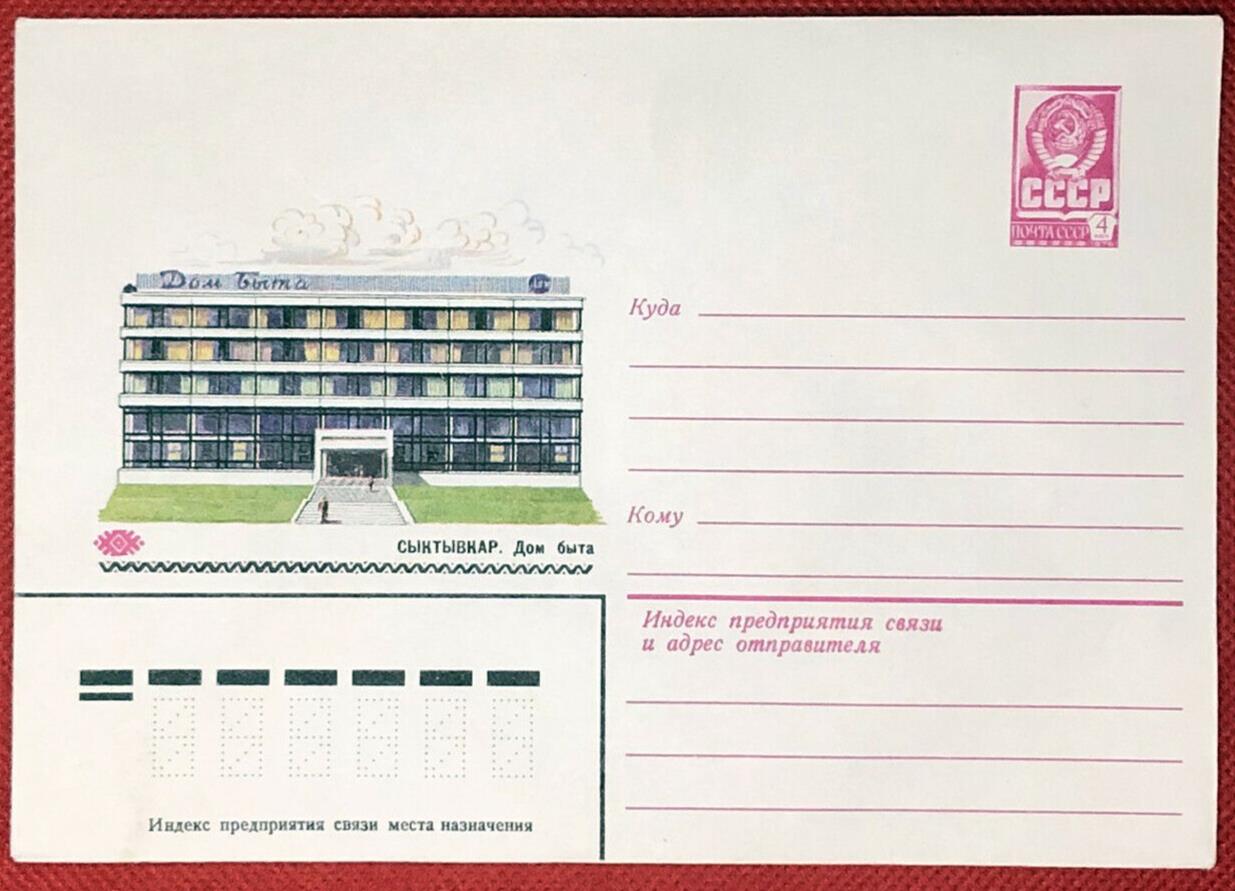 СССР
ПОЧТА СССР 4
Дом быта
Куда
Кому
СЫКТЫВКАР. Дом быта
Индекс предприятия связи
и адрес отправителя
Индекс предприятия связи места назначения